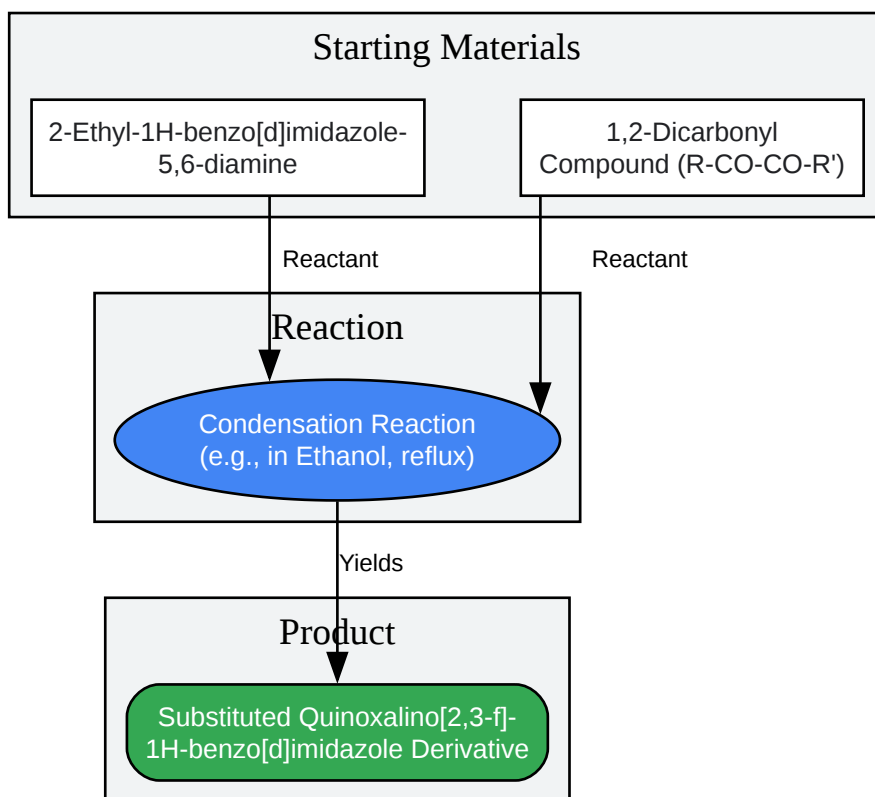 Starting Materials
2-Ethyl-1H-benzo[d]imidazole-
5,6-diamine
1,2-Dicarbonyl
Compound (R-CO-CO-R')
Reactant
Reactant
Reaction
Condensation Reaction
(e.g., in Ethanol, reflux)
Yields
Product
Substituted Quinoxalino[2,3-f]-
1H-benzo[d]imidazole Derivative